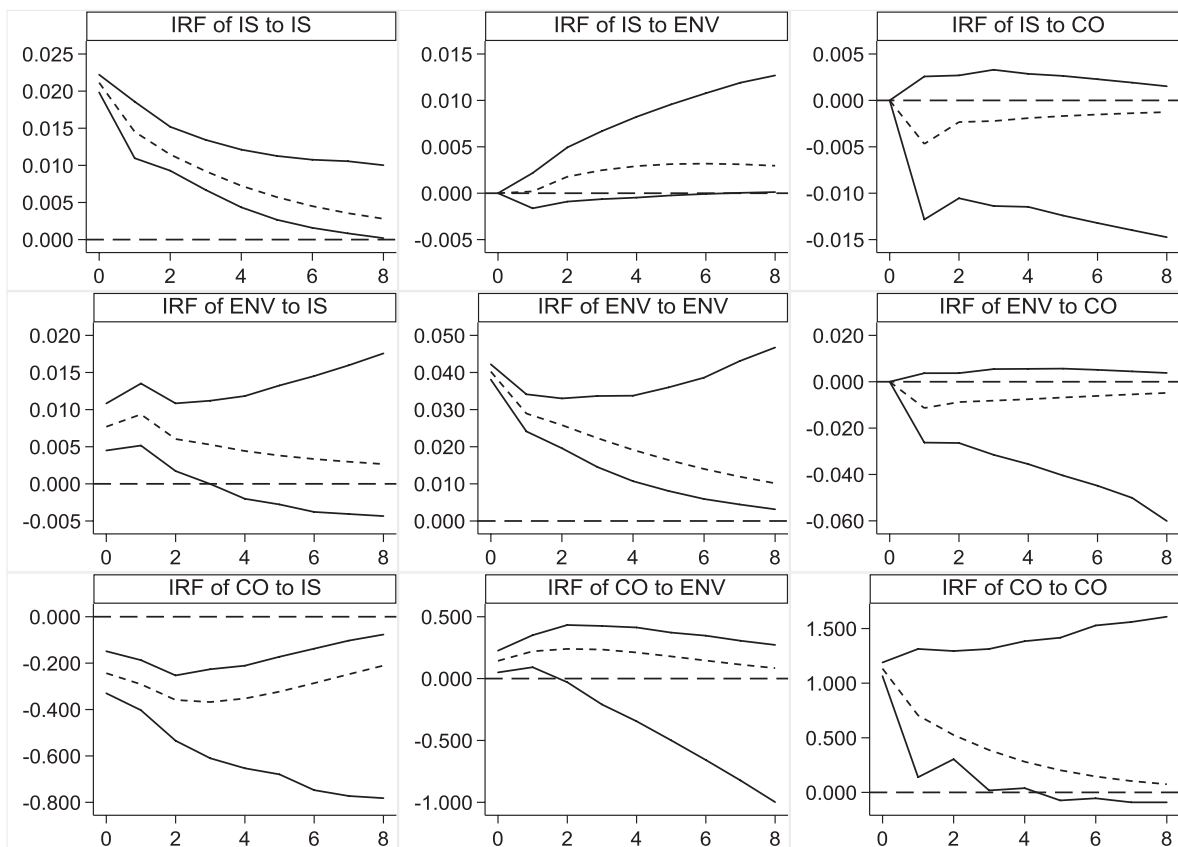 IRF of IS to IS
0.025
0.020
0.015
0.010
0.005
0.000
0 2 4 6 8
IRF of IS to ENV
0.015
0.010
0.005
0.000
-0.005
0 2 4 6 8
IRF of IS to CO
0.005
0.000
-0.005
-0.010
-0.015
0 2 4 6 8
IRF of ENV to IS
0.020
0.015
0.010
0.005
0.000
-0.005
0 2 4 6 8
IRF of ENV to ENV
0.050
0.040
0.030
0.020
0.010
0.000
0 2 4 6 8
IRF of ENV to CO
0.020
0.000
-0.020
-0.040
-0.060
0 2 4 6 8
IRF of CO to IS
0.000
-0.200
-0.400
-0.600
-0.800
0 2 4 6 8
IRF of CO to ENV
0.500
0.000
-0.500
-1.000
0 2 4 6 8
IRF of CO to CO
1.500
1.000
0.500
0.000
0 2 4 6 8